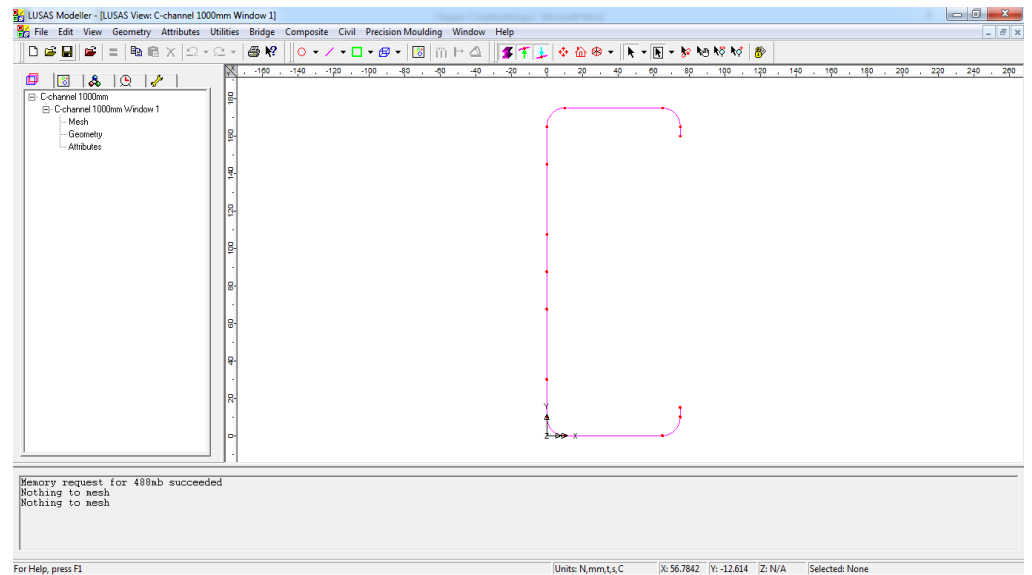 LUSAS Modeller - [LUSAS View: C-channel 1000mm Window 1]
File Edit View Geometry Attributes Utilities Bridge Composite Civil Precision Moulding Window Help
-160 -140 -120 -100 -80 -60 -40 -20 0 20 40 60 80 100 120 140 160 180 200 220 240 260
C-channel 1000mm
C-channel 1000mm Window 1
Mesh
Geometry
Attributes
180
160
140
120
100
80
60
40
20
0
Y
Z X
Memory request for 488mb succeeded
Nothing to mesh
Nothing to mesh
For Help, press F1 Units: N,mm,t,s,C X: 56.7842 Y: -12.614 Z: N/A Selected: None